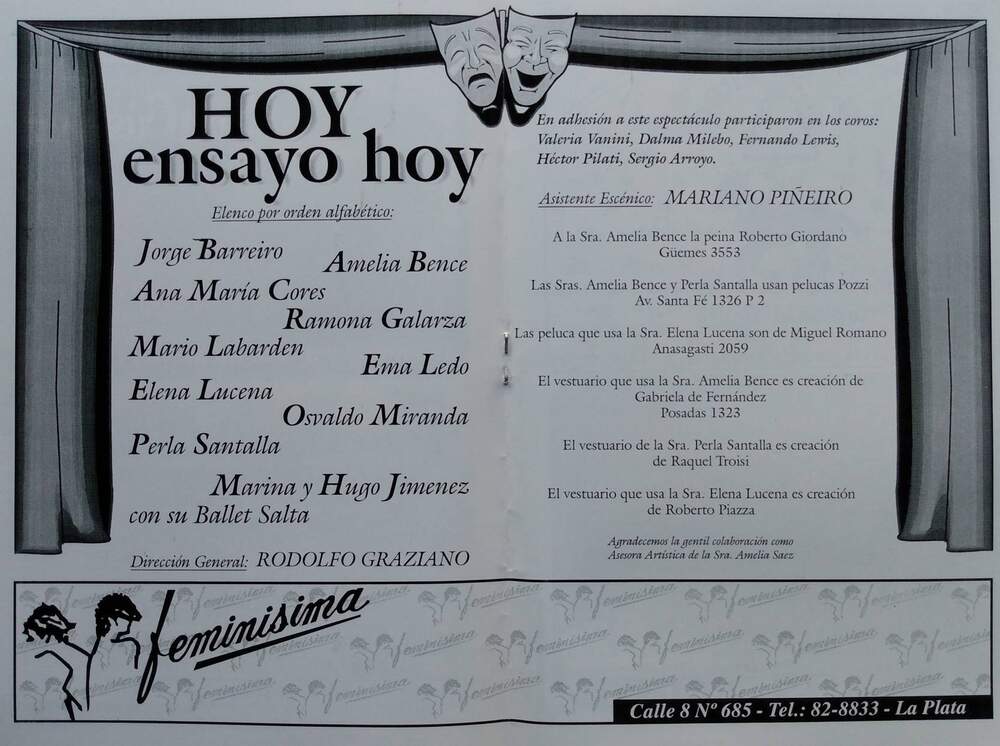 HOY
ensayo hoy
Elenco por orden alfabético:
Jorge Barreiro
Amelia Bence
Ana María Cores
Ramona Galarza
Mario Labarden
Ema Ledo
Elena Lucena
Osvaldo Miranda
Perla Santalla
Marina y Hugo Jimenez
con su Ballet Salta
Dirección General: RODOLFO GRAZIANO
En adhesión a este espectáculo participaron en los coros:
Valeria Vanini, Dalma Milebo, Fernando Lewis,
Héctor Pilati, Sergio Arroyo.
Asistente Escénico: MARIANO PIÑEIRO
A la Sra. Amelia Bence la peina Roberto Giordano
Güemes 3553
Las Sras. Amelia Bence y Perla Santalla usan pelucas Pozzi
Av. Santa Fé 1326 P 2
Las peluca que usa la Sra. Elena Lucena son de Miguel Romano
Anasagasti 2059
El vestuario que usa la Sra. Amelia Bence es creación de
Gabriela de Fernández
Posadas 1323
El vestuario de la Sra. Perla Santalla es creación
de Raquel Troisi
El vestuario que usa la Sra. Elena Lucena es creación
de Roberto Piazza
Agradecemos la gentil colaboración como
Asesora Artística de la Sra. Amelia Saez
feminisima
Calle 8 Nº 685 - Tel.: 82-8833 - La Plata